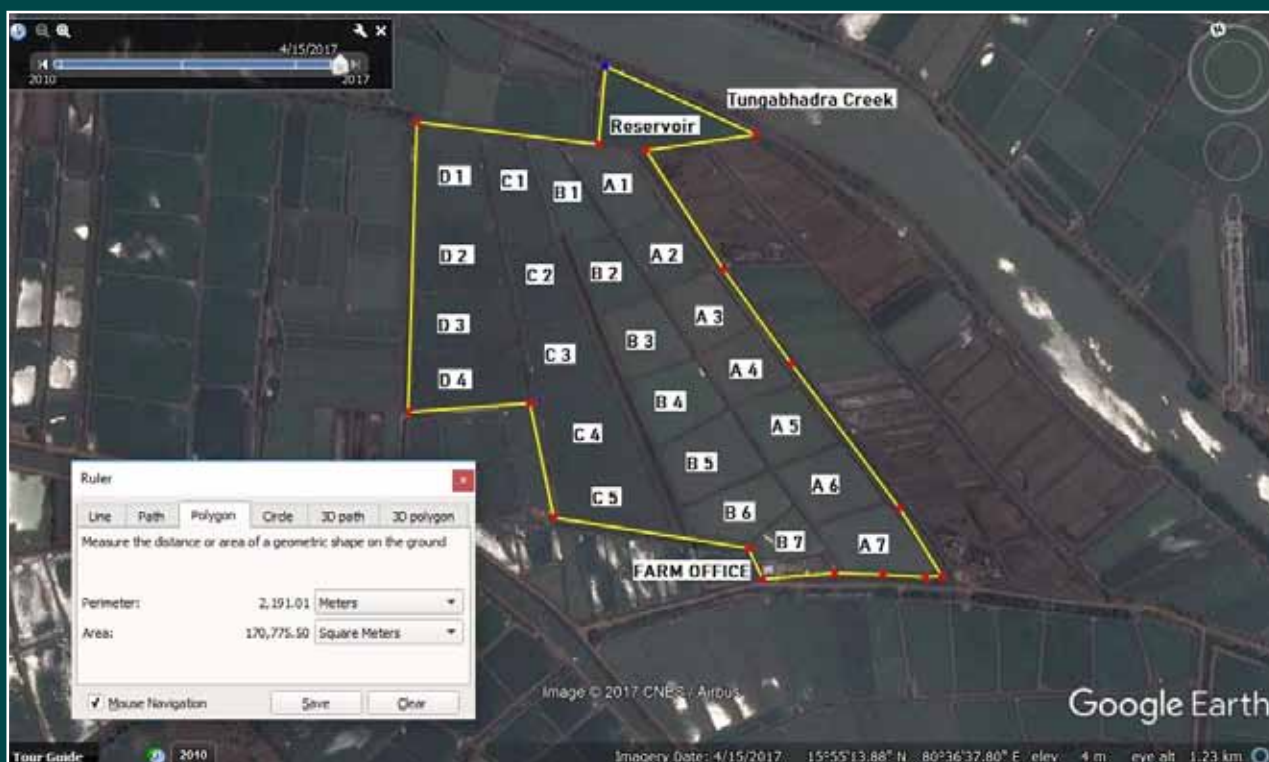 4/15/2017
2010
2017
Tungabhadra Creek
Reservoir
D 1
C 1
B 1
A 1
D 2
C 2
B 2
A 2
D 3
C 3
B 3
A 3
D 4
C 4
B 4
A 4
C 5
B 5
A 5
B 6
A 6
B 7
A 7
FARM OFFICE
Ruler
Line Path Polygon Circle 3D path 3D polygon
Measure the distance or area of a geometric shape on the ground
Perimeter: 2,191.01 Meters
Area: 170,775.50 Square Meters
Mouse Navigation Save Clear
Image © 2017 CNES / Airbus
Google Earth
Tour Guide 2010 Imagery Date: 4/15/2017 15°55'13.88" N 80°36'37.80" E elev 4 m eye alt 1.23 km